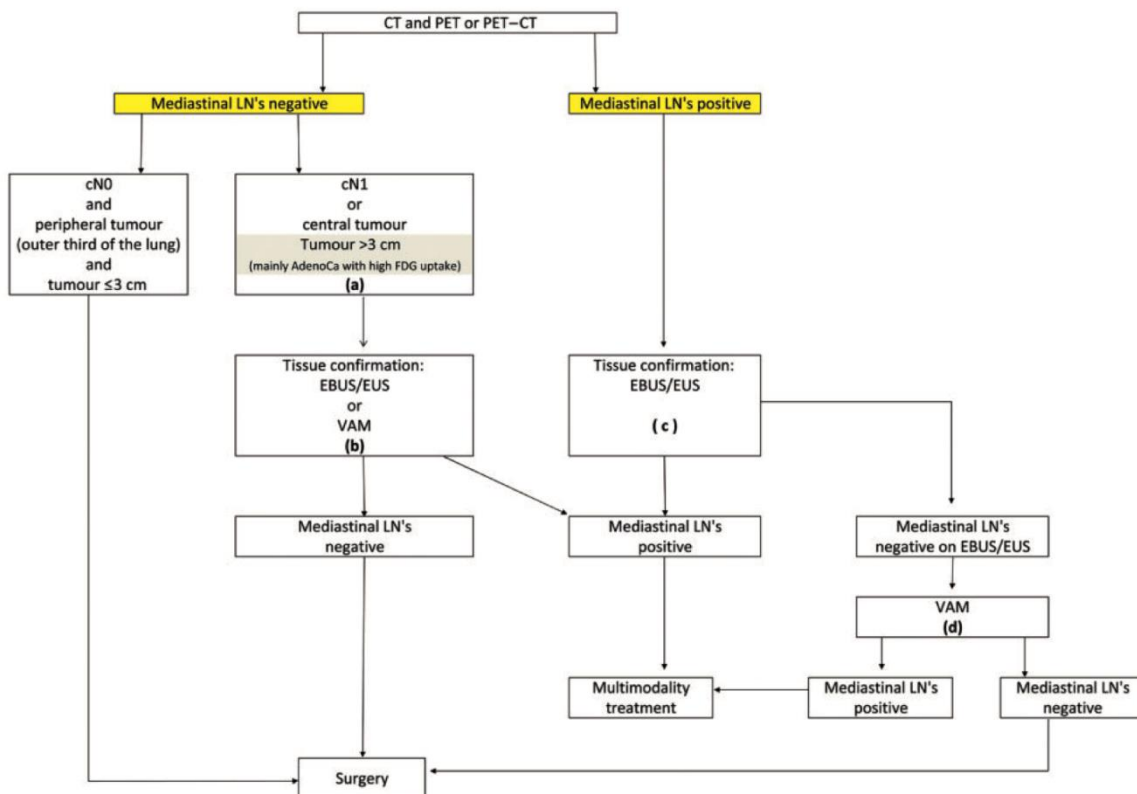 CT and PET or PET–CT
Mediastinal LN's negative
Mediastinal LN's positive
cN0
and
peripheral tumour
(outer third of the lung)
and
tumour ≤3 cm
cN1
or
central tumour
Tumour >3 cm
(mainly AdenoCa with high FDG uptake)
(a)
Tissue confirmation:
EBUS/EUS
or
VAM
(b)
Tissue confirmation:
EBUS/EUS
( c )
Mediastinal LN's
negative
Mediastinal LN's
positive
Mediastinal LN's
negative on EBUS/EUS
VAM
(d)
Multimodality
treatment
Mediastinal LN's
positive
Mediastinal LN's
negative
Surgery